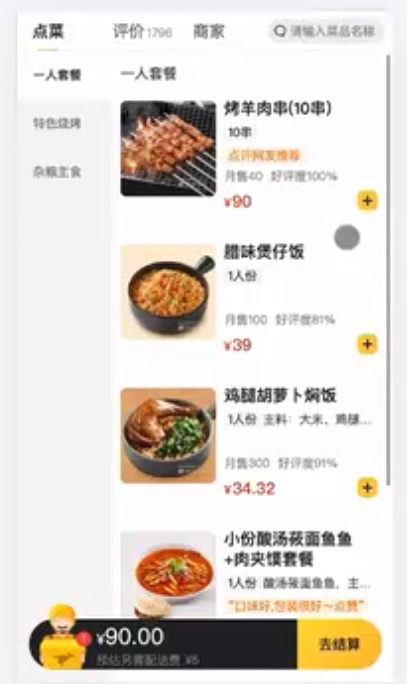 点菜 评价1796 商家 请输入菜品名称
一人套餐
特色烧烤
杂粮主食
一人套餐
烤羊肉串(10串)
10串
点评网友推荐
月售40 好评度100%
¥90
腊味煲仔饭
1人份
月售100 好评度81%
¥39
鸡腿胡萝卜焖饭
1人份 主料：大米、鸡腿...
月售300 好评度91%
¥34.32
小份酸汤莜面鱼鱼
+肉夹馍套餐
1人份 酸汤莜面鱼鱼，主...
“口味好,包装很好～点赞”
1
¥90.00
预估另需配送费 ¥5
去结算